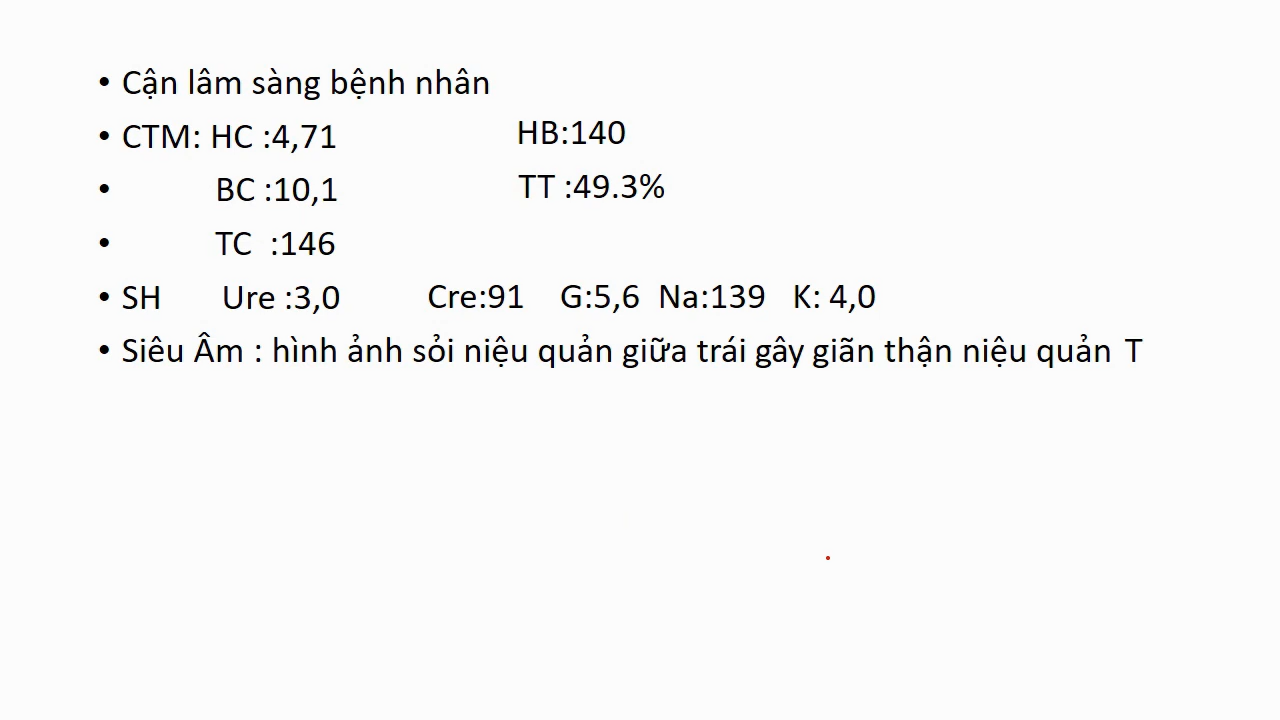 • Cận lâm sàng bệnh nhân
• CTM: HC :4,71 HB:140
• BC :10,1 TT :49.3%
• TC :146
• SH Ure :3,0 Cre:91 G:5,6 Na:139 K: 4,0
• Siêu Âm : hình ảnh sỏi niệu quản giữa trái gây giãn thận niệu quản T